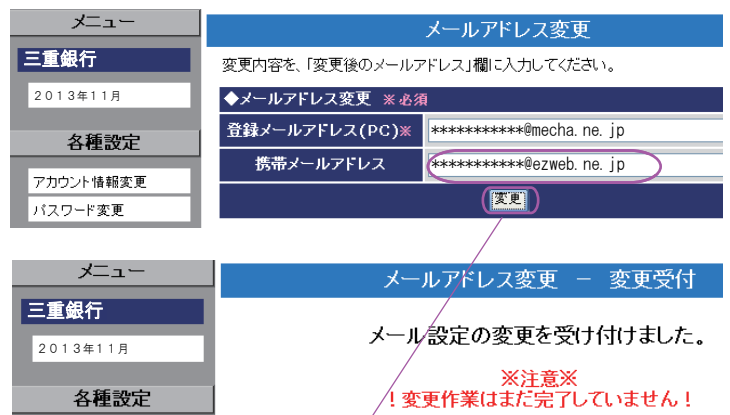 メニュー
メールアドレス変更
三重銀行
変更内容を、「変更後のメールアドレス」欄に入力してください。
2013年11月
◆メールアドレス変更 ※必須
各種設定
登録メールアドレス(PC)※ ***********@mecha.ne.jp
携帯メールアドレス ***********@ezweb.ne.jp
アカウント情報変更
パスワード変更
変更
メニュー
メールアドレス変更 － 変更受付
三重銀行
メール設定の変更を受け付けました。
2013年11月
※注意※
各種設定
！変更作業はまだ完了していません！